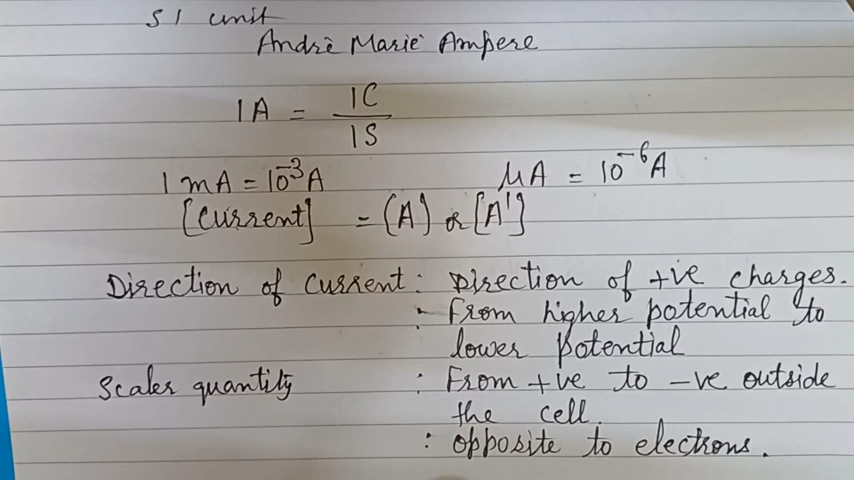 SI unit
Andrè Marie Ampere
1A = 1C / 1S
1 mA = 10⁻³A μA = 10⁻⁶A
[Current] = (A) or [A¹]
Direction of Current : Direction of +ve charges.
: From higher potential to
lower potential
Scaler quantity : From +ve to -ve outside
the cell.
: opposite to electrons.